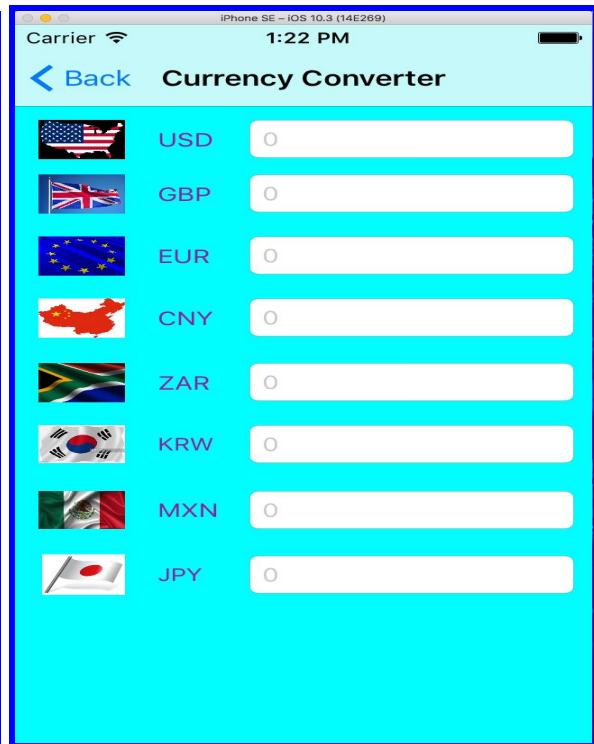 iPhone SE – iOS 10.3 (14E269)
Carrier 1:22 PM
Back Currency Converter
USD 0
GBP 0
EUR 0
CNY 0
ZAR 0
KRW 0
MXN 0
JPY 0